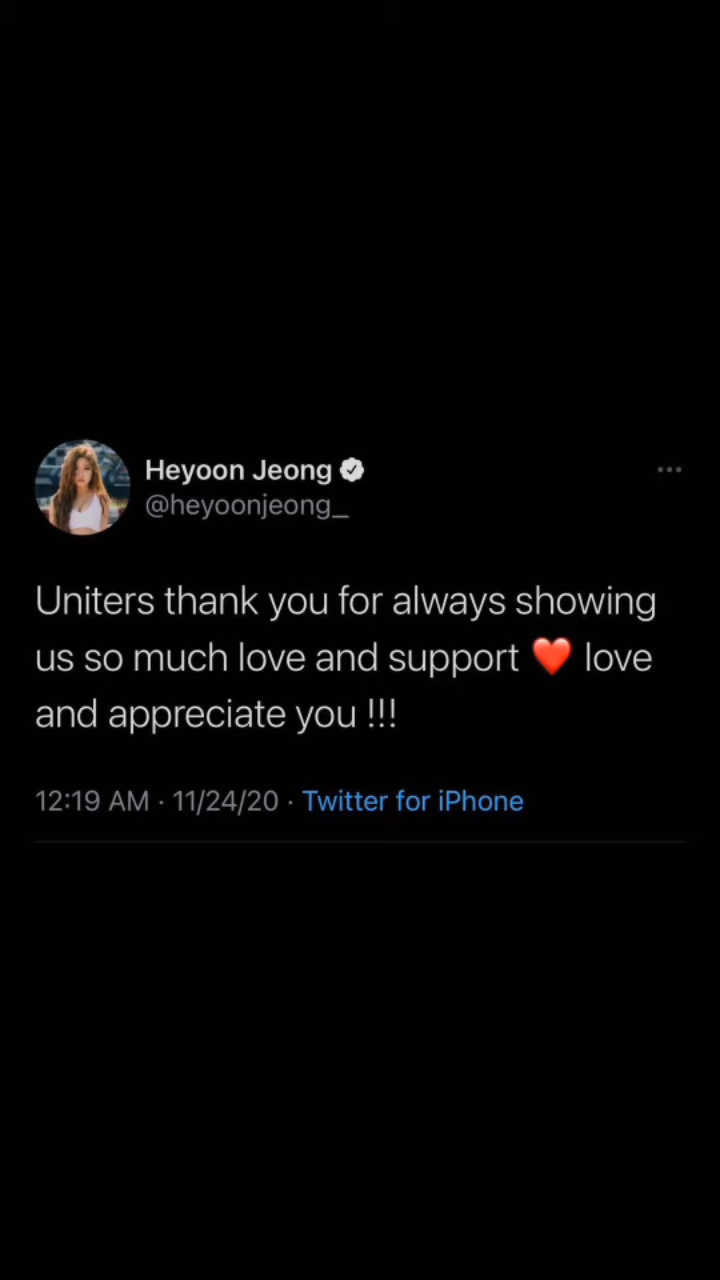 Heyoon Jeong
@heyoonjeong_
Uniters thank you for always showing
us so much love and support ❤️ love
and appreciate you !!!
12:19 AM · 11/24/20 · Twitter for iPhone